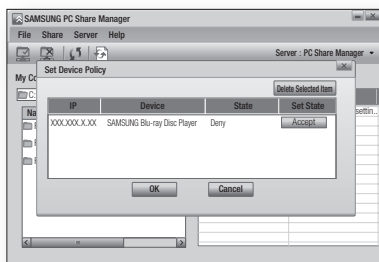 SAMSUNG PC Share Manager
File Share Server Help
Server : PC Share Manager
Set Device Policy
My Co
C:
Delete Selected Item
IP Device State Set State
XXX.XXX.X.XX SAMSUNG Blu-ray Disc Player Deny Accept
Na
settin..
OK Cancel